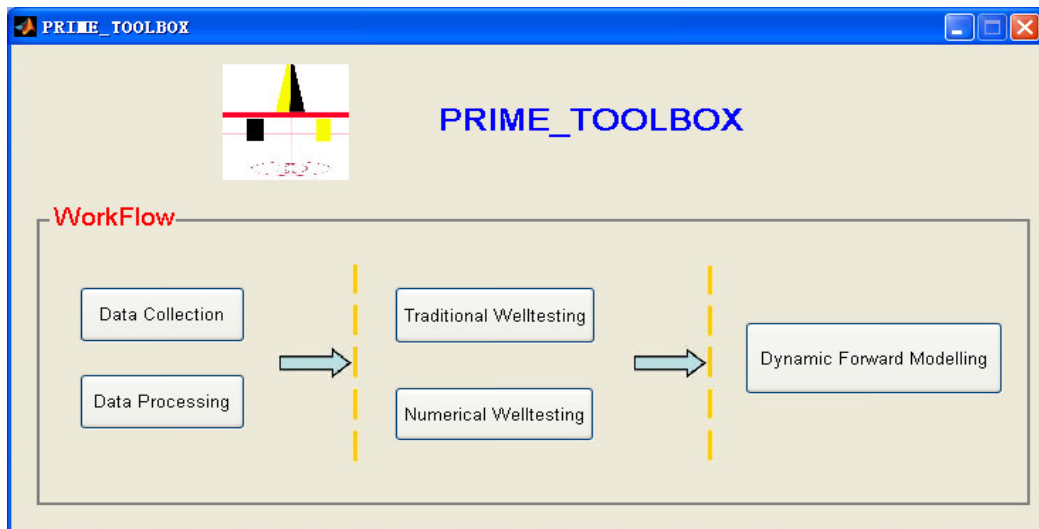 PRIME_TOOLBOX
PRIME_TOOLBOX
WorkFlow
Data Collection
Data Processing
Traditional Welltesting
Numerical Welltesting
Dynamic Forward Modelling